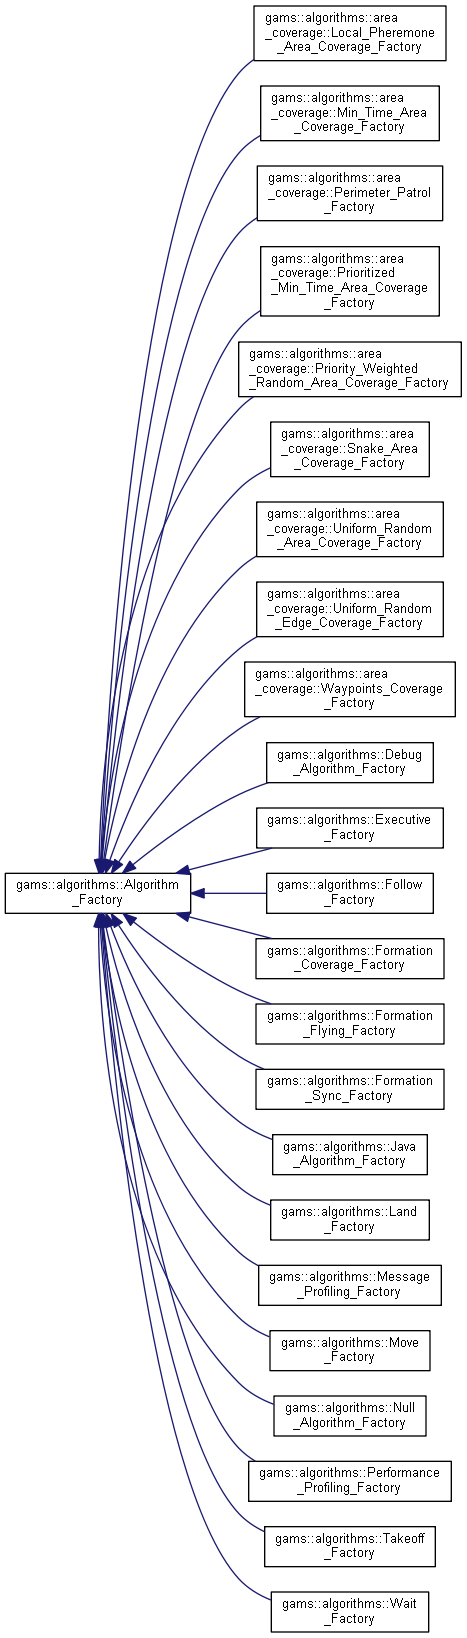 gams::algorithms::area
_coverage::Local_Pheremone
_Area_Coverage_Factory
gams::algorithms::area
_coverage::Min_Time_Area
_Coverage_Factory
gams::algorithms::area
_coverage::Perimeter_Patrol
_Factory
gams::algorithms::area
_coverage::Prioritized
_Min_Time_Area_Coverage
_Factory
gams::algorithms::area
_coverage::Priority_Weighted
_Random_Area_Coverage_Factory
gams::algorithms::area
_coverage::Snake_Area
_Coverage_Factory
gams::algorithms::area
_coverage::Uniform_Random
_Area_Coverage_Factory
gams::algorithms::area
_coverage::Uniform_Random
_Edge_Coverage_Factory
gams::algorithms::area
_coverage::Waypoints_Coverage
_Factory
gams::algorithms::Debug
_Algorithm_Factory
gams::algorithms::Executive
_Factory
gams::algorithms::Algorithm
_Factory
gams::algorithms::Follow
_Factory
gams::algorithms::Formation
_Coverage_Factory
gams::algorithms::Formation
_Flying_Factory
gams::algorithms::Formation
_Sync_Factory
gams::algorithms::Java
_Algorithm_Factory
gams::algorithms::Land
_Factory
gams::algorithms::Message
_Profiling_Factory
gams::algorithms::Move
_Factory
gams::algorithms::Null
_Algorithm_Factory
gams::algorithms::Performance
_Profiling_Factory
gams::algorithms::Takeoff
_Factory
gams::algorithms::Wait
_Factory